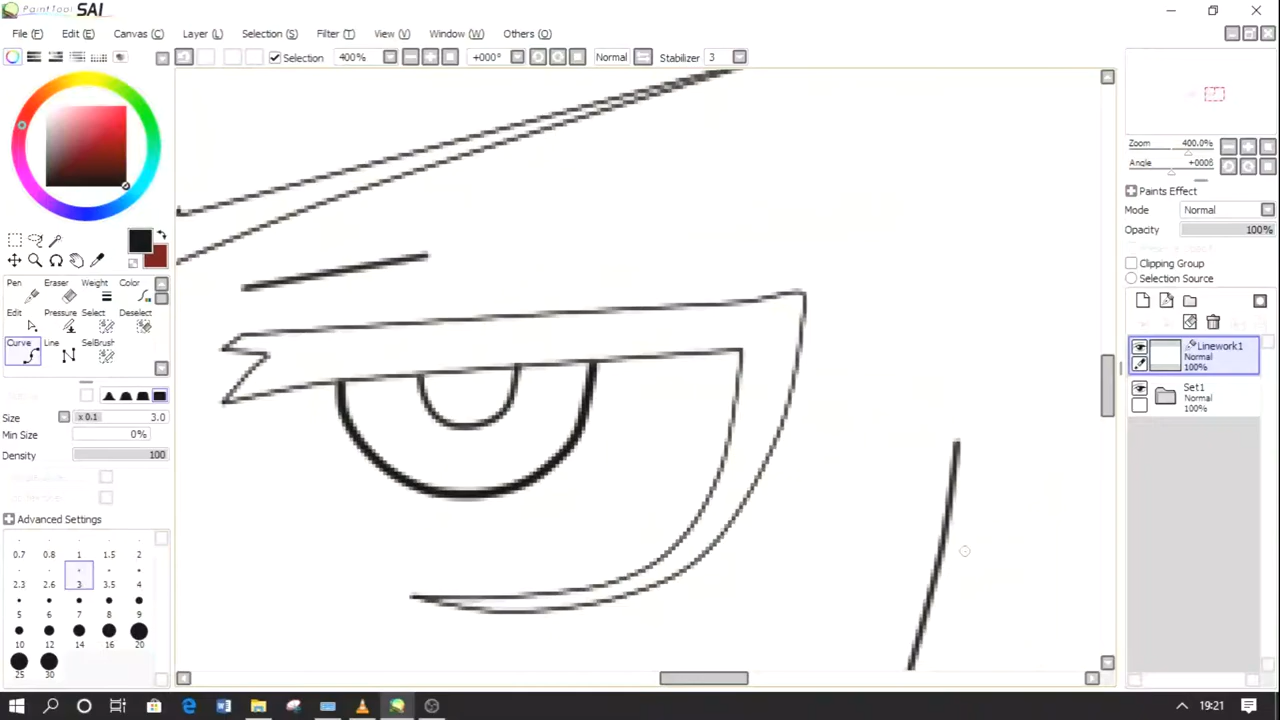 PaintTool SAI
File (F) Edit (E) Canvas (C) Layer (L) Selection (S) Filter (T) View (V) Window (W) Others (O)
Selection 400% +000° Normal Stabilizer 3
Zoom 400.0%
Angle +000°
Paints Effect
Mode Normal
Opacity 100%
Clipping Group
Selection Source
Linework1
Normal
100%
Set1
Normal
100%
Pen Eraser Weight Color
Edit Pressure Select Deselect
Curve Line SelBrush
Size x 0.1 3.0
Min Size 0%
Density 100
Advanced Settings
0.7 0.8 1 1.5 2
2.3 2.6 3 3.5 4
5 6 7 8 9
10 12 14 16 20
25 30
19:21